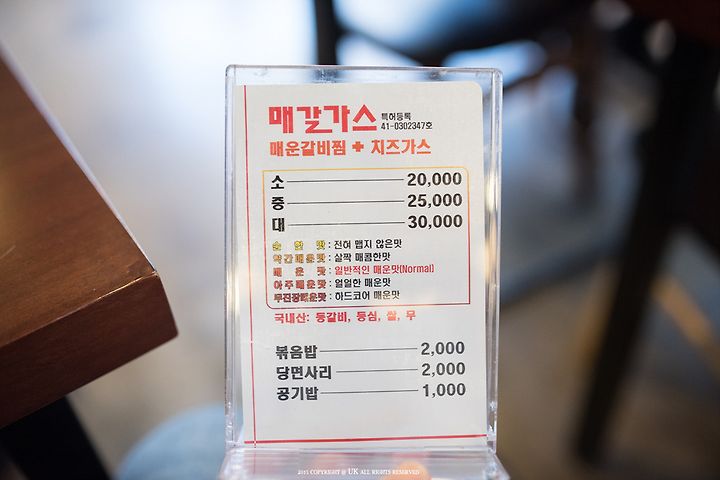 매갈가스 특허등록
41-0302347호
매운갈비찜 + 치즈가스
소 20,000
중 25,000
대 30,000
순한맛 : 전혀 맵지 않은맛
약간매운맛 : 살짝 매콤한맛
매운맛 : 일반적인 매운맛(Normal)
아주매운맛 : 얼얼한 매운맛
무진장매운맛 : 하드코어 매운맛
국내산: 등갈비, 등심, 쌀, 무
볶음밥 2,000
당면사리 2,000
공기밥 1,000
2015 COPYRIGHT @ UK ALL RIGHTS RESERVED